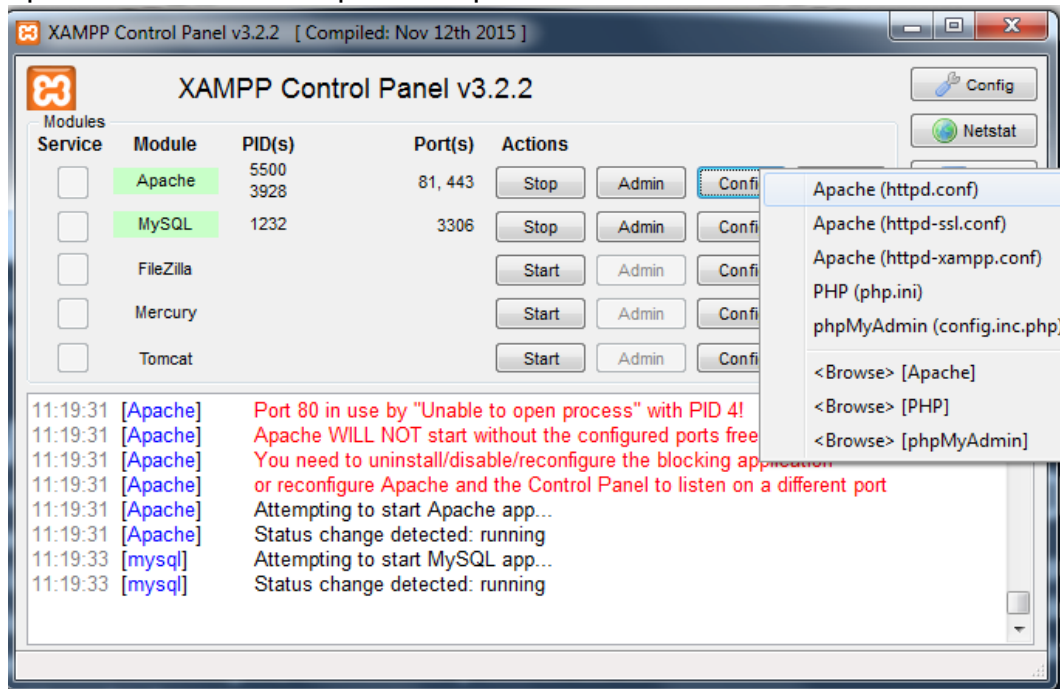 XAMPP Control Panel v3.2.2 [ Compiled: Nov 12th 2015 ]
XAMPP Control Panel v3.2.2
Config
Netstat
Modules
Service Module PID(s) Port(s) Actions
Apache 5500 3928 81, 443 Stop Admin Confi
MySQL 1232 3306 Stop Admin Confi
FileZilla Start Admin Confi
Mercury Start Admin Confi
Tomcat Start Admin Confi
Apache (httpd.conf)
Apache (httpd-ssl.conf)
Apache (httpd-xampp.conf)
PHP (php.ini)
phpMyAdmin (config.inc.php)
<Browse> [Apache]
<Browse> [PHP]
<Browse> [phpMyAdmin]
11:19:31 [Apache] Port 80 in use by "Unable to open process" with PID 4!
11:19:31 [Apache] Apache WILL NOT start without the configured ports free
11:19:31 [Apache] You need to uninstall/disable/reconfigure the blocking application
11:19:31 [Apache] or reconfigure Apache and the Control Panel to listen on a different port
11:19:31 [Apache] Attempting to start Apache app...
11:19:31 [Apache] Status change detected: running
11:19:33 [mysql] Attempting to start MySQL app...
11:19:33 [mysql] Status change detected: running